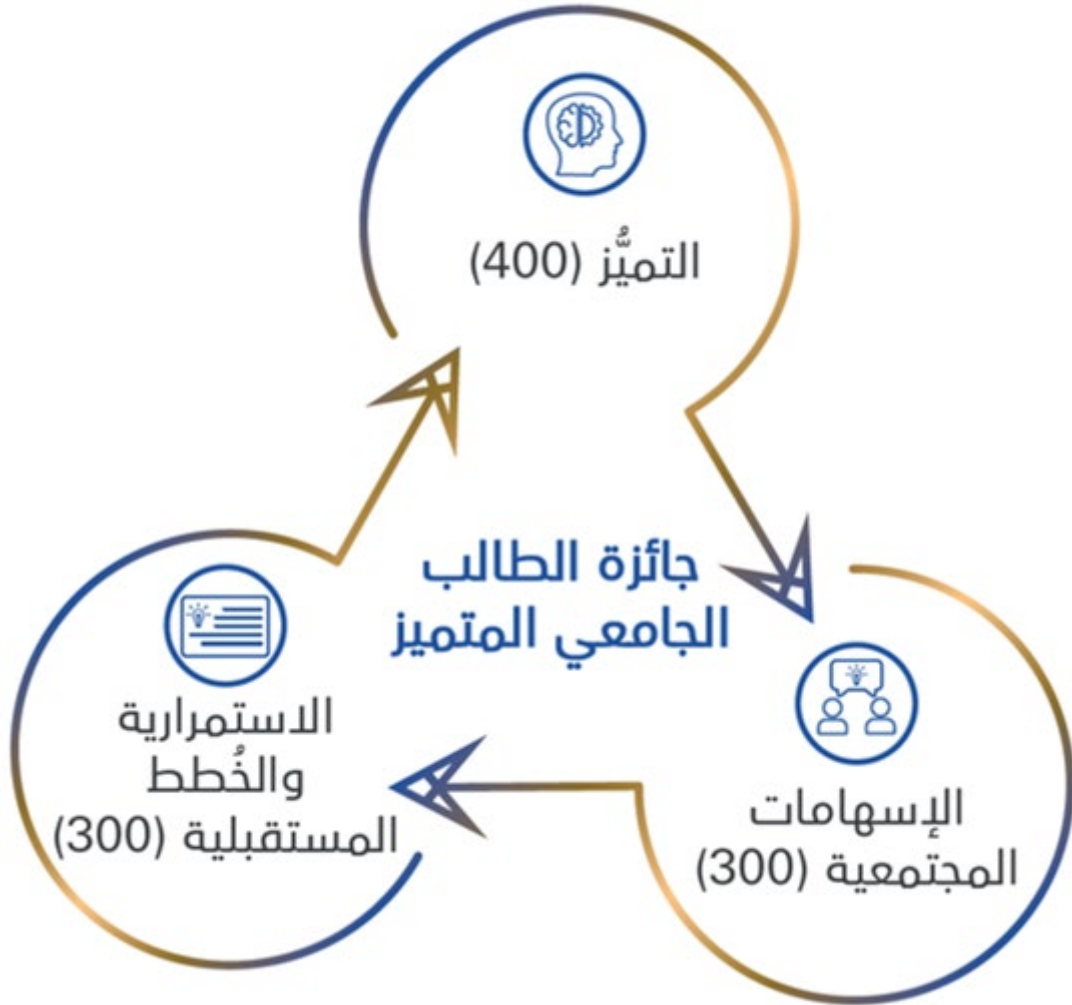 التميُّز (400)
جائزة الطالب
الجامعي المتميز
الإسهامات
المجتمعية (300)
الاستمرارية
والخُطط
المستقبلية (300)